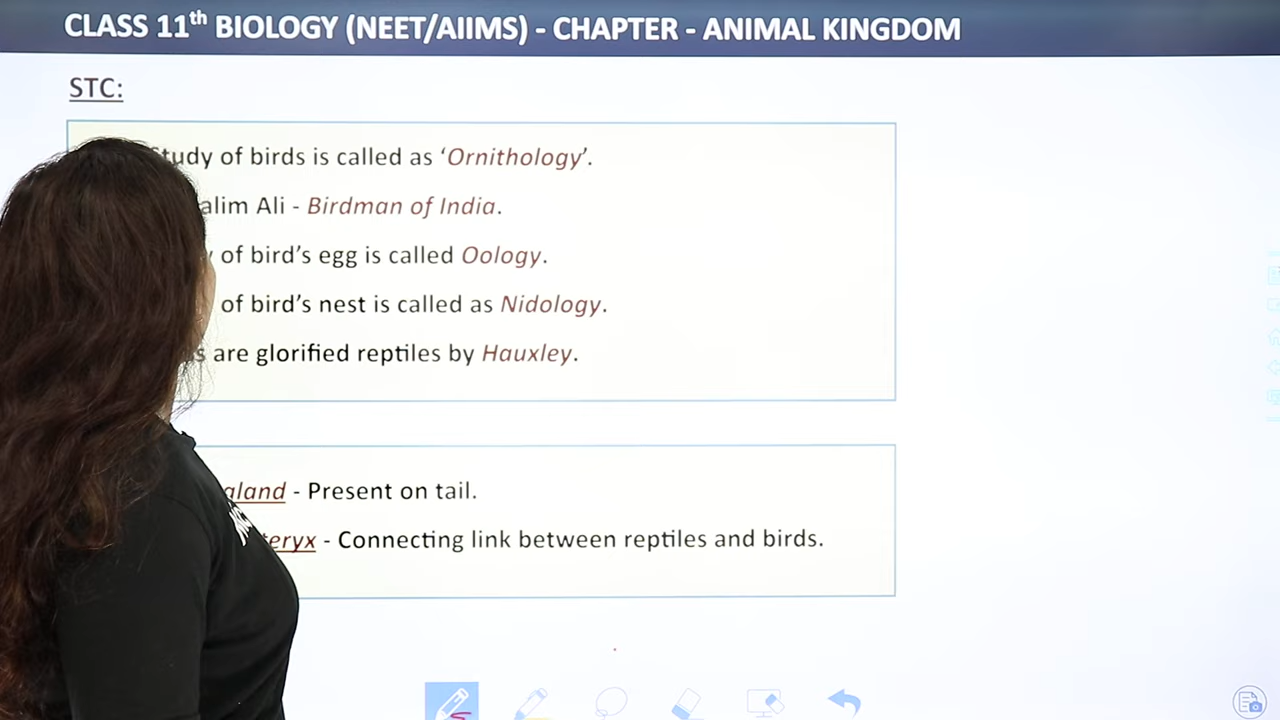 CLASS 11th BIOLOGY (NEET/AIIMS) - CHAPTER - ANIMAL KINGDOM
STC:
Study of birds is called as ‘Ornithology’.
alim Ali - Birdman of India.
of bird’s egg is called Oology.
of bird’s nest is called as Nidology.
are glorified reptiles by Hauxley.
aland - Present on tail.
teryx - Connecting link between reptiles and birds.